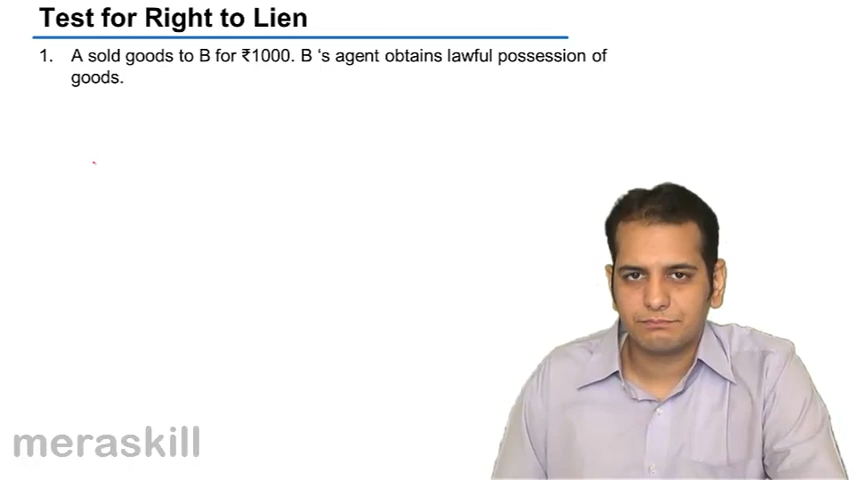 Test for Right to Lien
1. A sold goods to B for ₹1000. B ‘s agent obtains lawful possession of
goods.
meraskill